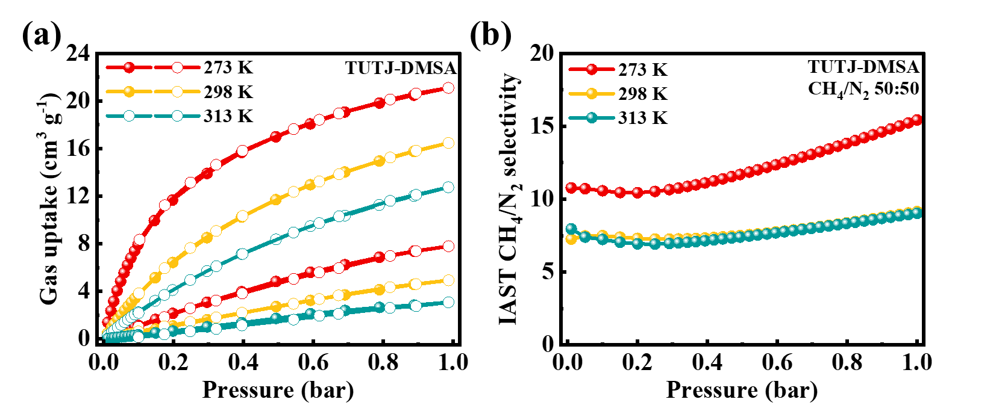 (a)
24
20
16
12
8
4
0
Gas uptake (cm³ g⁻¹)
273 K
298 K
313 K
TUTJ-DMSA
0.0 0.2 0.4 0.6 0.8 1.0
Pressure (bar)
(b)
20
15
10
5
0
IAST CH₄/N₂ selectivity
273 K
298 K
313 K
TUTJ-DMSA
CH₄/N₂ 50:50
0.0 0.2 0.4 0.6 0.8 1.0
Pressure (bar)